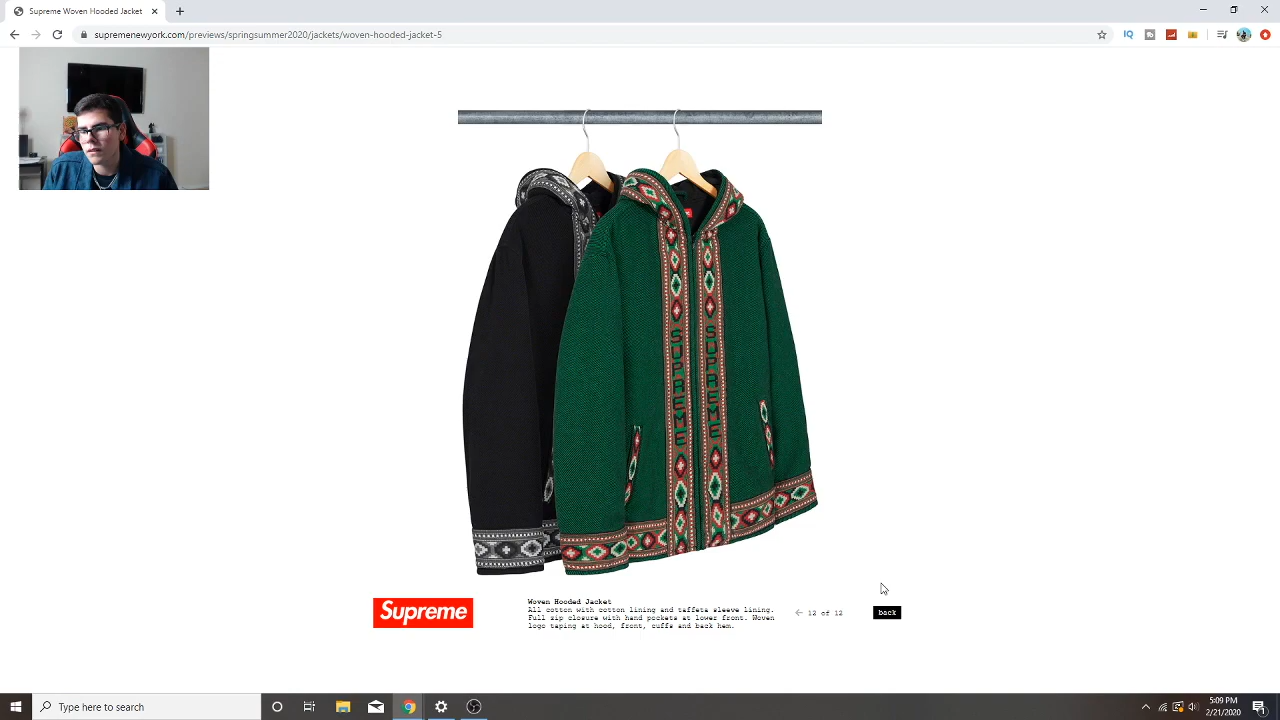 Supreme Woven Hooded Jacket
supremenewyork.com/previews/springsummer2020/jackets/woven-hooded-jacket-5
IQ
SUPREME
SUPREME
Supreme
Woven Hooded Jacket
All cotton with cotton lining and taffeta sleeve lining.
Full zip closure with hand pockets at lower front. Woven
logo taping at hood, front, cuffs and back hem.
12 of 12
back
Type here to search
5:09 PM
2/21/2020